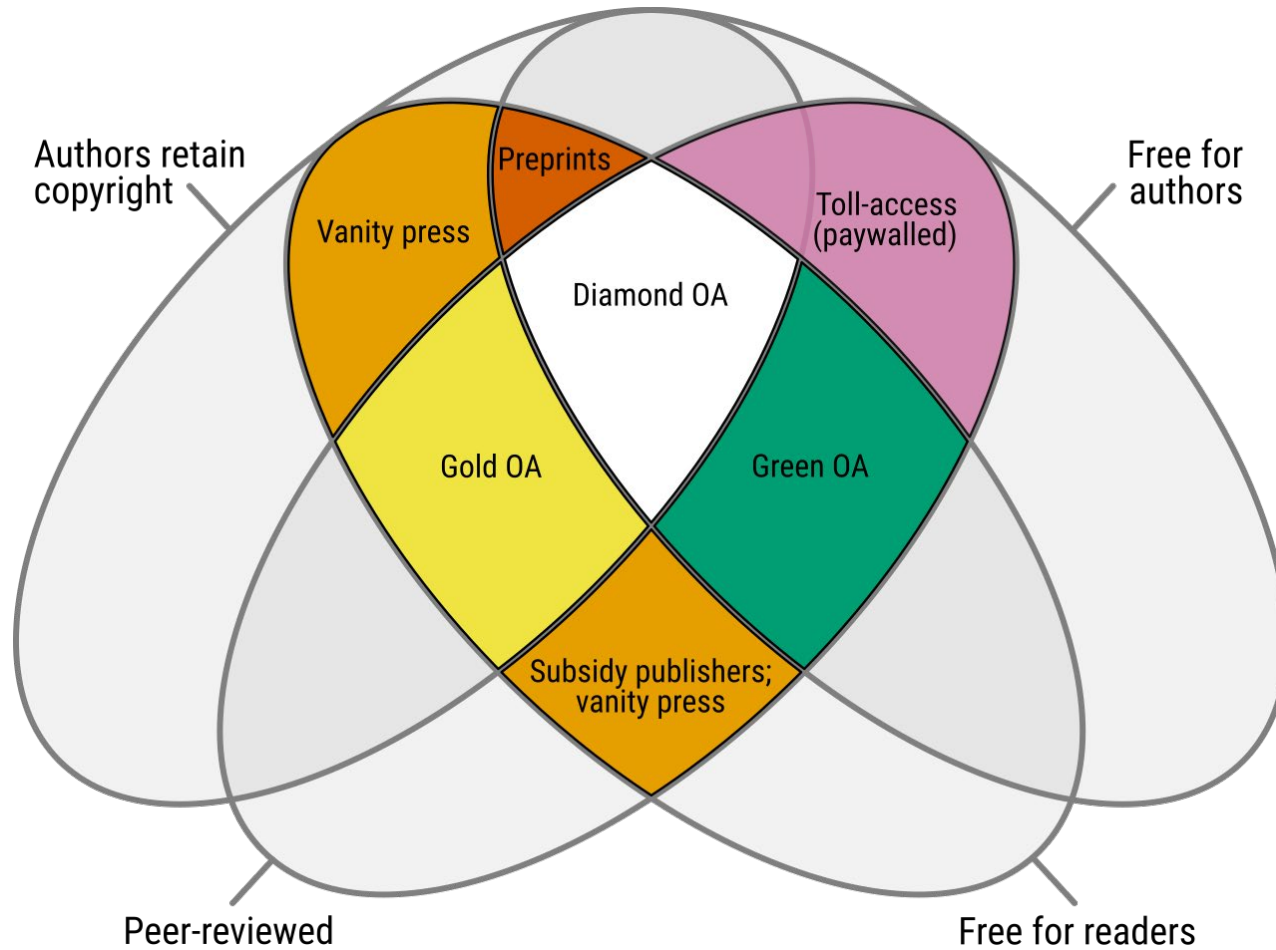 Authors retain
copyright
Free for
authors
Preprints
Vanity press
Toll-access
(paywalled)
Diamond OA
Gold OA
Green OA
Subsidy publishers;
vanity press
Peer-reviewed
Free for readers